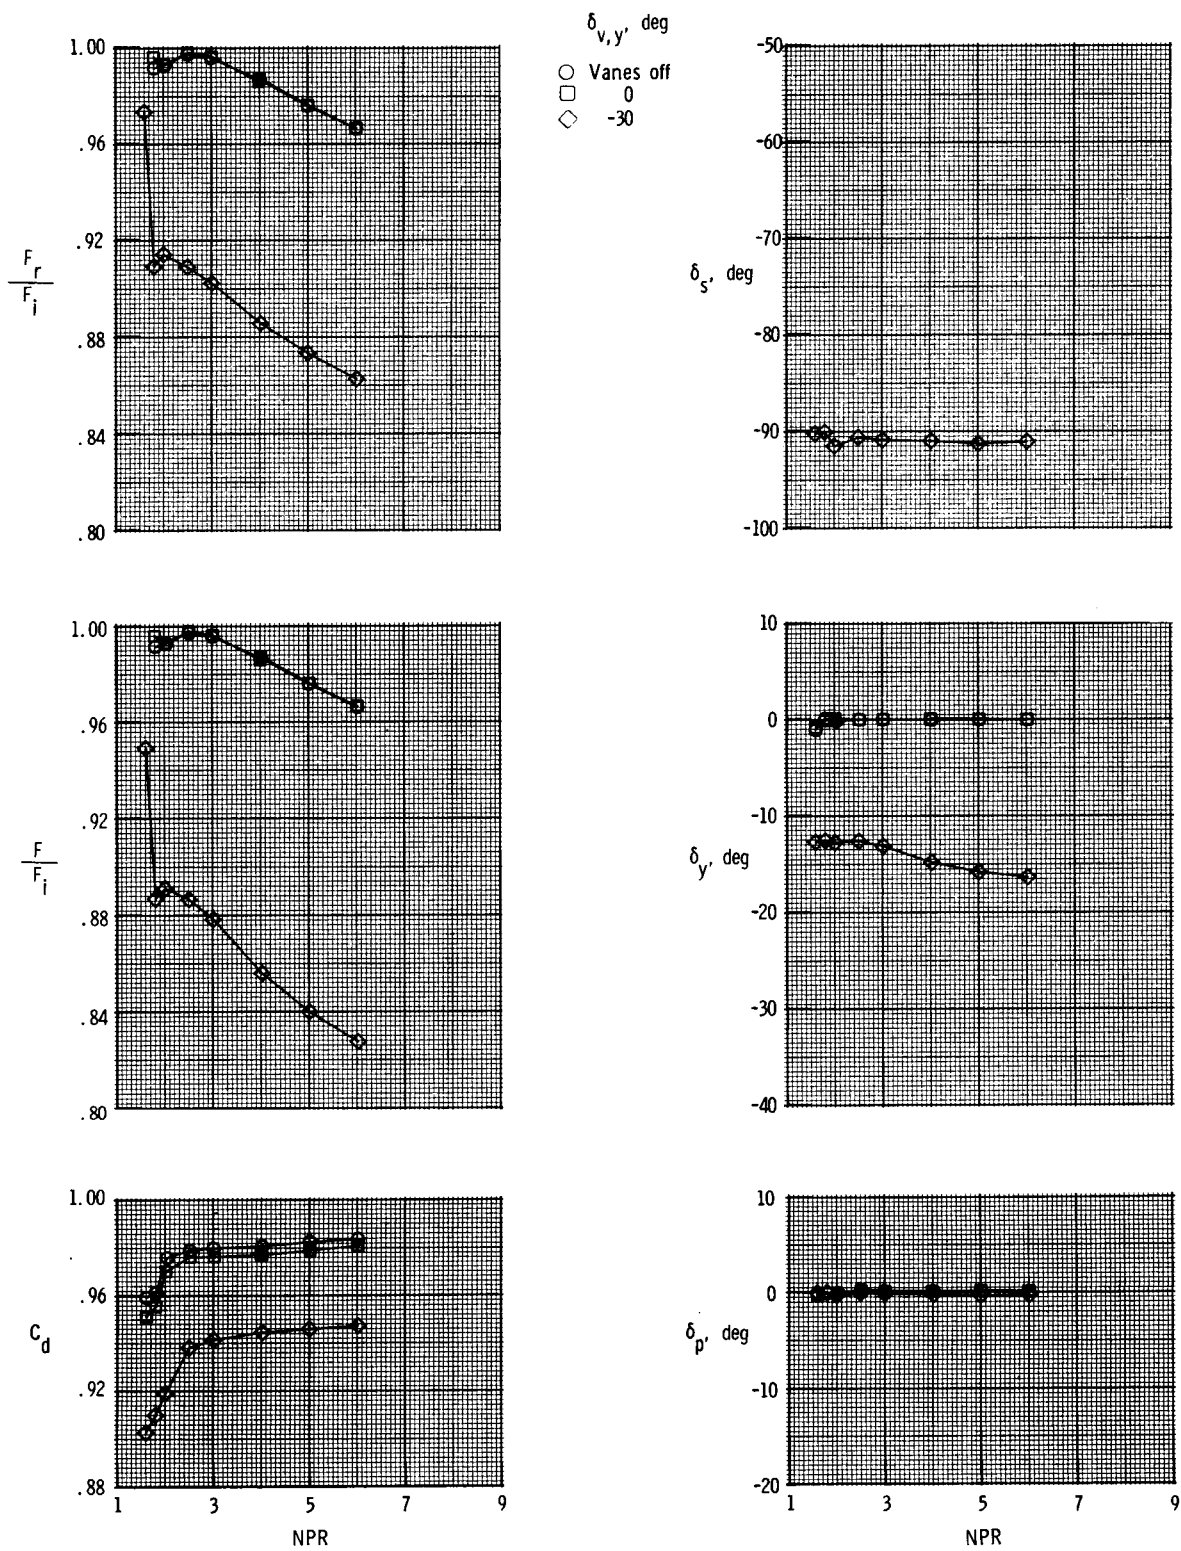 δv,y, deg
Vanes off
0
-30
1.00
.96
.92
.88
.84
.80
Fr
Fi
-50
-60
-70
-80
-90
-100
δs, deg
1.00
.96
.92
.88
.84
.80
F
Fi
10
0
-10
-20
-30
-40
δy, deg
1.00
.96
.92
.88
Cd
1 3 5 7 9
NPR
10
0
-10
-20
δp, deg
1 3 5 7 9
NPR